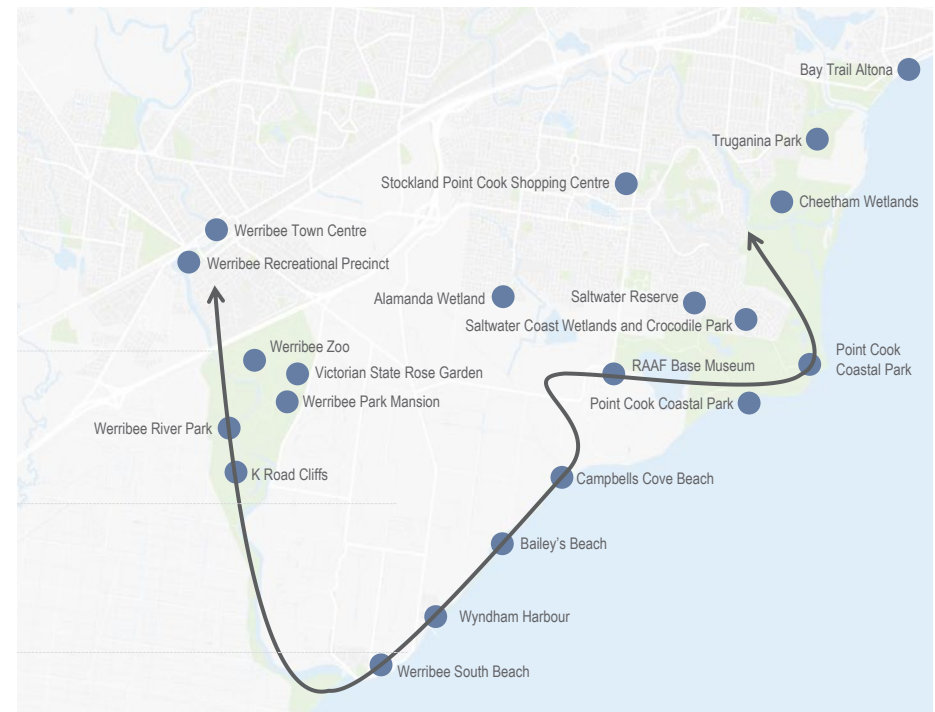 Bay Trail Altona
Truganina Park
Stockland Point Cook Shopping Centre
Cheetham Wetlands
Werribee Town Centre
Werribee Recreational Precinct
Alamanda Wetland
Saltwater Reserve
Saltwater Coast Wetlands and Crocodile Park
Werribee Zoo
Point Cook
Coastal Park
RAAF Base Museum
Victorian State Rose Garden
Werribee Park Mansion
Point Cook Coastal Park
Werribee River Park
K Road Cliffs
Campbells Cove Beach
Bailey’s Beach
Wyndham Harbour
Werribee South Beach